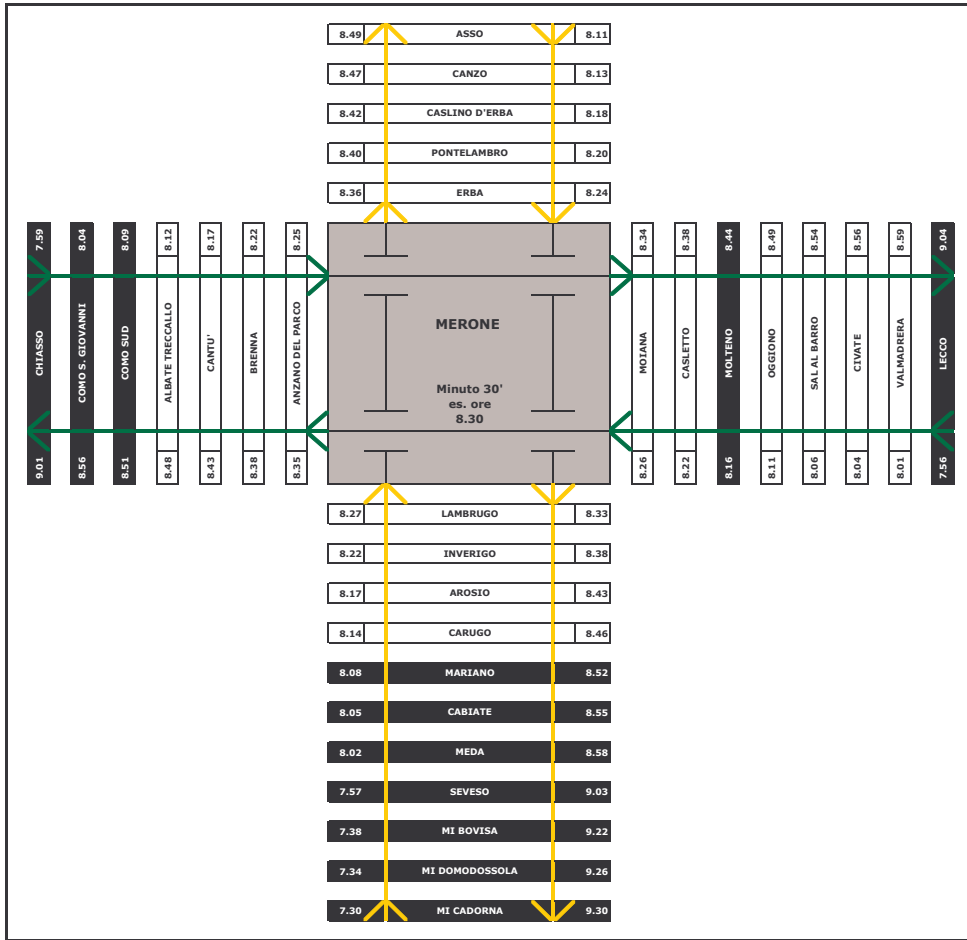 8.49 ASSO 8.11
8.47 CANZO 8.13
8.42 CASLINO D'ERBA 8.18
8.40 PONTELAMBRO 8.20
8.36 ERBA 8.24
7.59 CHIASSO 9.01
8.04 COMO S. GIOVANNI 8.56
8.09 COMO SUD 8.51
8.12 ALBATE TRECCALLO 8.48
8.17 CANTU' 8.43
8.22 BRENNA 8.38
8.25 ANZANO DEL PARCO 8.35
MERONE
Minuto 30'
es. ore
8.30
8.34 MOIANA 8.26
8.38 CASLETTO 8.22
8.44 MOLTENO 8.16
8.49 OGGIONO 8.11
8.54 SALA AL BARRO 8.06
8.56 CIVATE 8.04
8.59 VALMADRERA 8.01
9.04 LECCO 7.56
8.27 LAMBRUGO 8.33
8.22 INVERIGO 8.38
8.17 AROSIO 8.43
8.14 CARUGO 8.46
8.08 MARIANO 8.52
8.05 CABIATE 8.55
8.02 MEDA 8.58
7.57 SEVESO 9.03
7.38 MI BOVISA 9.22
7.34 MI DOMODOSSOLA 9.26
7.30 MI CADORNA 9.30